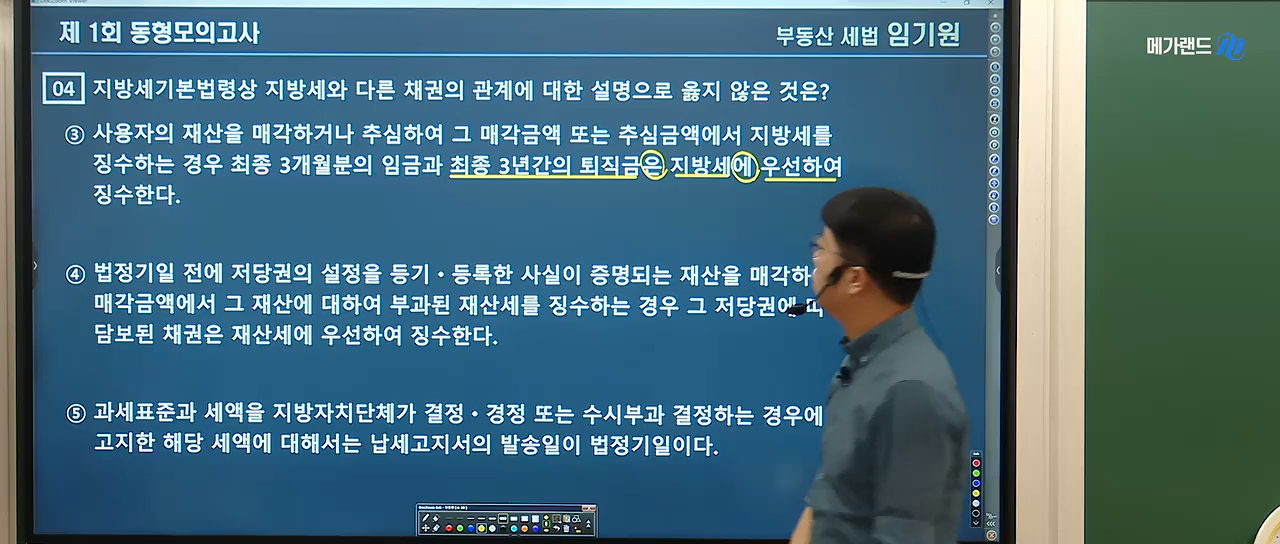 제 1회 동형모의고사
부동산 세법 임기원
메가랜드
04 지방세기본법령상 지방세와 다른 채권의 관계에 대한 설명으로 옳지 않은 것은?
③ 사용자의 재산을 매각하거나 추심하여 그 매각금액 또는 추심금액에서 지방세를
징수하는 경우 최종 3개월분의 임금과 최종 3년간의 퇴직금은 지방세에 우선하여
징수한다.
④ 법정기일 전에 저당권의 설정을 등기・등록한 사실이 증명되는 재산을 매각하
매각금액에서 그 재산에 대하여 부과된 재산세를 징수하는 경우 그 저당권에
담보된 채권은 재산세에 우선하여 징수한다.
⑤ 과세표준과 세액을 지방자치단체가 결정・경정 또는 수시부과 결정하는 경우에
고지한 해당 세액에 대해서는 납세고지서의 발송일이 법정기일이다.